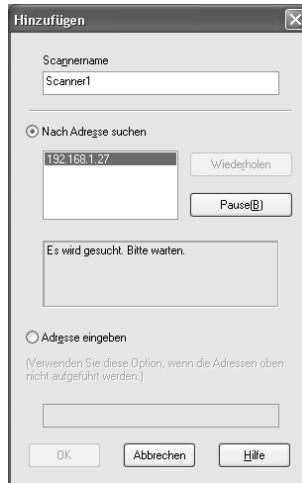 Hinzufügen
Scannername
Scanner1
Nach Adresse suchen
192.168.1.27
Wiederholen
Pause(B)
Es wird gesucht. Bitte warten.
Adresse eingeben
(Verwenden Sie diese Option, wenn die Adressen oben
nicht aufgeführt werden.)
OK
Abbrechen
Hilfe